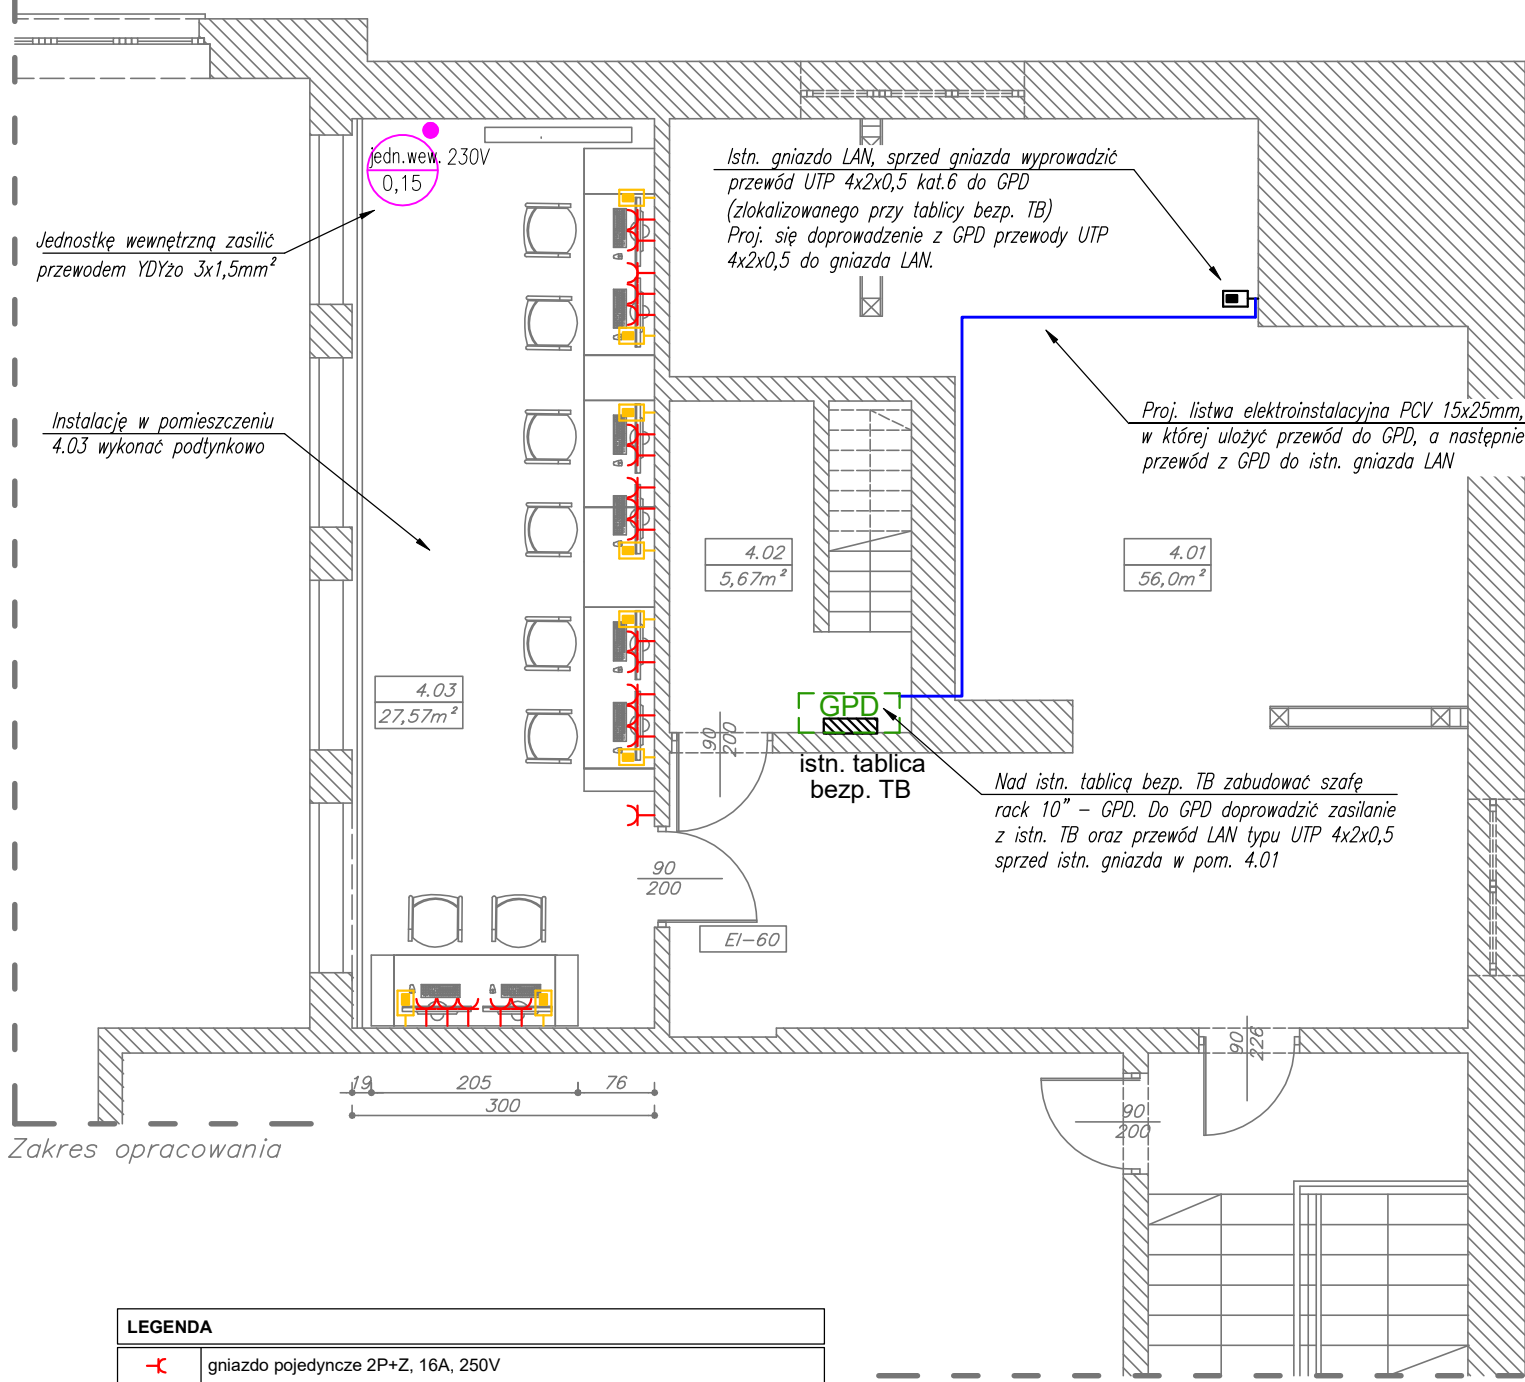 jedn.wew. 230V
0,15
Istn. gniazdo LAN, sprzed gniazda wyprowadzić
przewód UTP 4x2x0,5 kat.6 do GPD
(zlokalizowanego przy tablicy bezp. TB)
Proj. się doprowadzenie z GPD przewody UTP
4x2x0,5 do gniazda LAN.
Jednostkę wewnętrzną zasilić
przewodem YDYżo 3x1,5mm²
Instalację w pomieszczeniu
4.03 wykonać podtynkowo
Proj. listwa elektroinstalacyjna PCV 15x25mm,
w której ulożyć przewód do GPD, a następnie
przewód z GPD do istn. gniazda LAN
4.02
5,67m²
4.01
56,0m²
4.03
27,57m²
GPD
90
200
istn. tablica
bezp. TB
Nad istn. tablicą bezp. TB zabudować szafę
rack 10” – GPD. Do GPD doprowadzić zasilanie
z istn. TB oraz przewód LAN typu UTP 4x2x0,5
sprzed istn. gniazda w pom. 4.01
90
200
EI-60
90
226
19
205
76
300
90
200
Zakres opracowania
LEGENDA
gniazdo pojedyncze 2P+Z, 16A, 250V